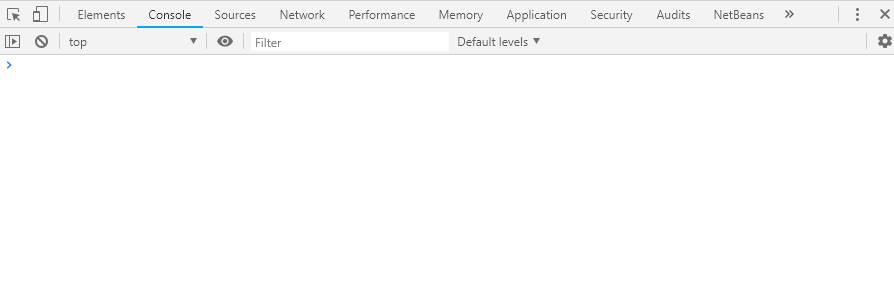 Elements Console Sources Network Performance Memory Application Security Audits NetBeans
top Filter Default levels